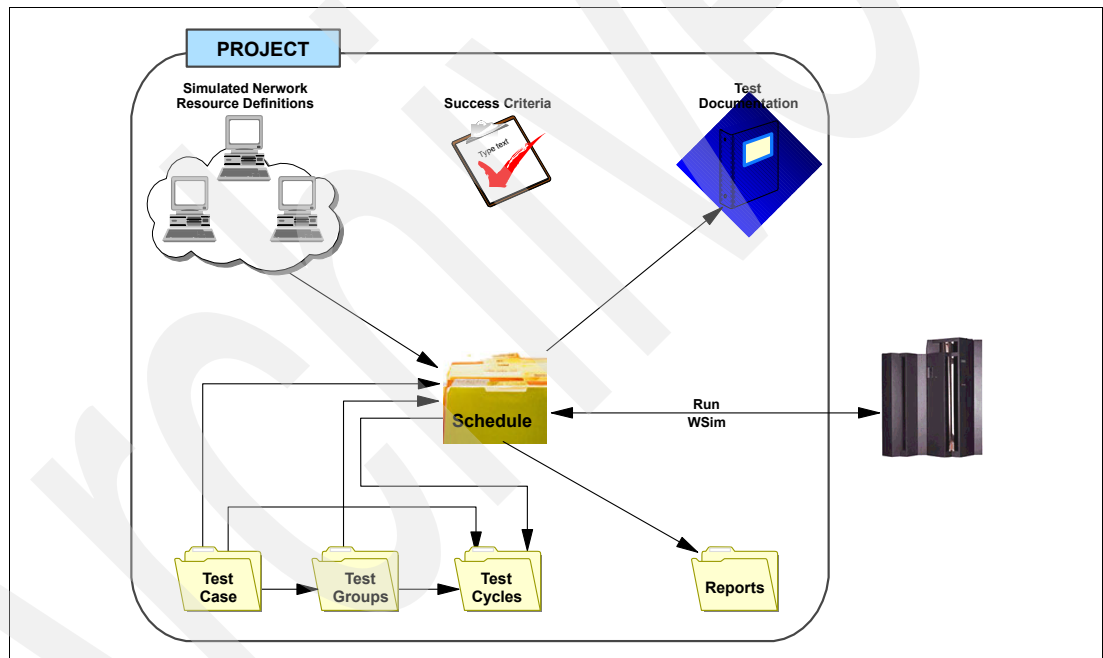 PROJECT
Simulated Nerwork
Resource Definitions
Success Criteria
Type text
Test
Documentation
Schedule
Run
WSim
Test
Case
Test
Groups
Test
Cycles
Reports